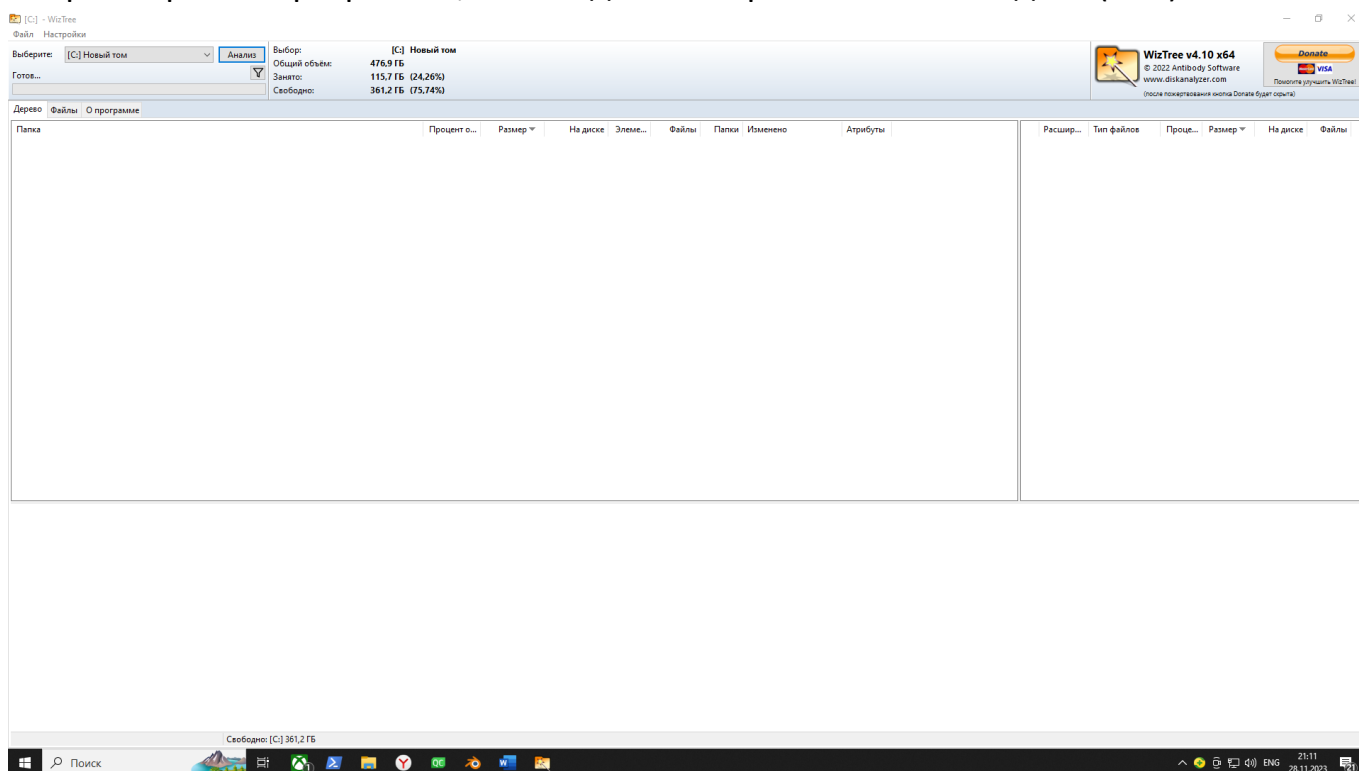 [C:] - WizTree
Файл Настройки
Выберите: [C:] Новый том Анализ
Готов...
Выбор: [C:] Новый том
Общий объём: 476,9 ГБ
Занято: 115,7 ГБ (24,26%)
Свободно: 361,2 ГБ (75,74%)
WizTree v4.10 x64
© 2022 Antibody Software
www.diskanalyzer.com
(после пожертвования кнопка Donate будет скрыта)
Donate
VISA
Помогите улучшить WizTree!
Дерево Файлы О программе
Папка Процент о... Размер На диске Элеме... Файлы Папки Изменено Атрибуты
Расшир... Тип файлов Проце... Размер На диске Файлы
Свободно: [C:] 361,2 ГБ
Поиск
ENG
21:11
28.11.2023